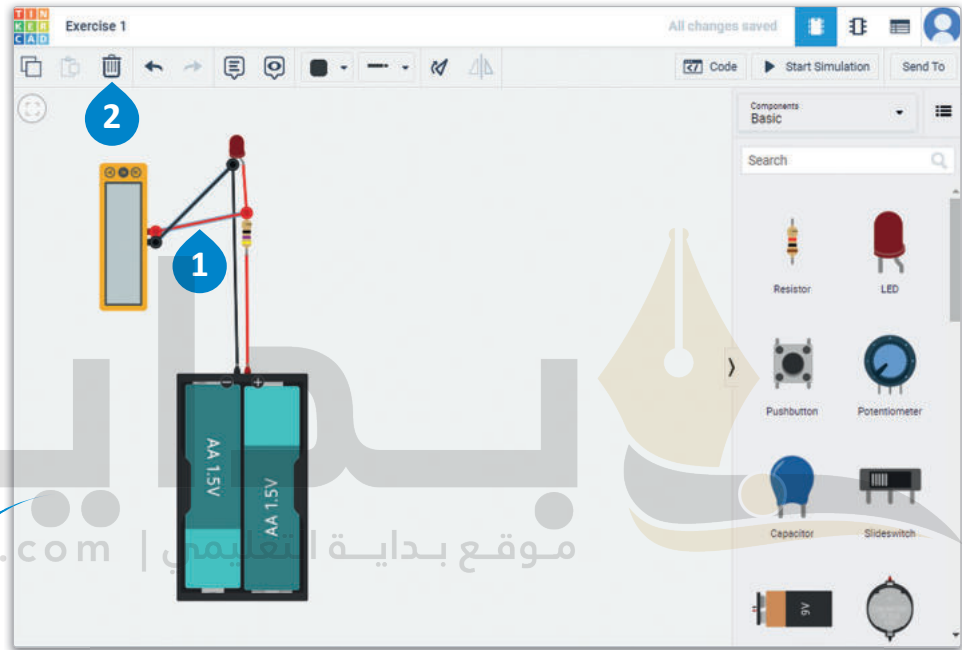 TIN
KER
CAD
Exercise 1
All changes saved
Code
Start Simulation
Send To
Components
Basic
Search
2
1
Resistor
LED
Pushbutton
Potentiometer
Capacitor
Slideswitch
9V
AA 1.5V
AA 1.5V
بدايـ
موقع بداية التعليمي | .com